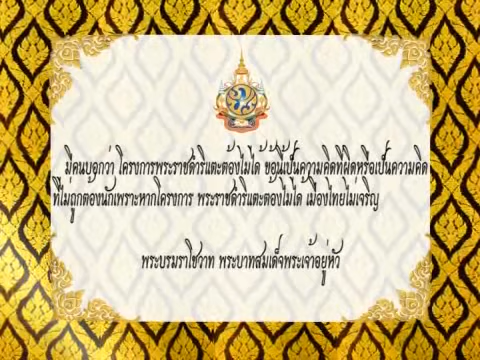 มีคนบอกว่า โครงการพระราชดำริแตะต้องไม่ได้ ข้อนี้เป็นความคิดที่ผิดหรือเป็นความคิด
ที่ไม่ถูกต้องนักเพราะหากโครงการ พระราชดำริแตะต้องไม่ได้ เมืองไทยไม่เจริญ
พระบรมราโชวาท พระบาทสมเด็จพระเจ้าอยู่หัว